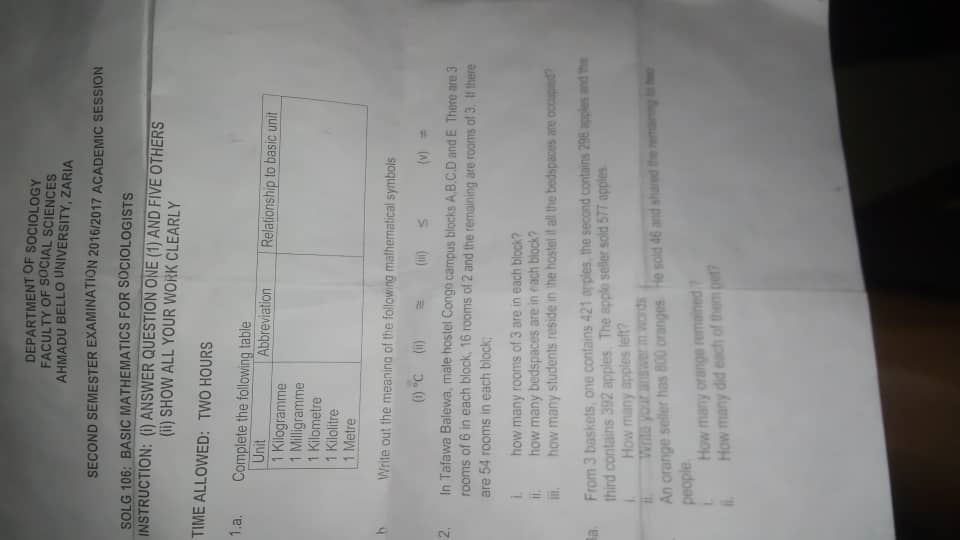 DEPARTMENT OF SOCIOLOGY
FACULTY OF SOCIAL SCIENCES
AHMADU BELLO UNIVERSITY, ZARIA
SECOND SEMESTER EXAMINATION 2016/2017 ACADEMIC SESSION
SOLG 106: BASIC MATHEMATICS FOR SOCIOLOGISTS
INSTRUCTION: (i) ANSWER QUESTION ONE (1) AND FIVE OTHERS
(ii) SHOW ALL YOUR WORK CLEARLY
TIME ALLOWED: TWO HOURS
1.a. Complete the following table
Unit Abbreviation Relationship to basic unit
1 Kilogramme
1 Milligramme
1 Kilometre
1 Kilolitre
1 Metre
Write out the meaning of the following mathematical symbols
(i) °C (ii) ≅ (iii) ≤ (v) ≠
2. In Tafawa Balewa, male hostel Congo campus blocks A,B,C,D and E There are 3
rooms of 6 in each block, 16 rooms of 2 and the remaining are rooms of 3. If there
are 54 rooms in each block;
i. how many rooms of 3 are in each block?
ii. how many bedspaces are in each block?
iii. how many students reside in the hostel if all the bedspaces are occupied?
3a. From 3 baskets, one contains 421 apples, the second contains 298 apples and the
third contains 392 apples. The apple seller sold 577 apples.
i. How many apples left?
ii. Write your answer in words
An orange seller has 800 oranges. He sold 46 and shared the remaining to two
people.
i. How many orange remained?
ii. How many did each of them get?